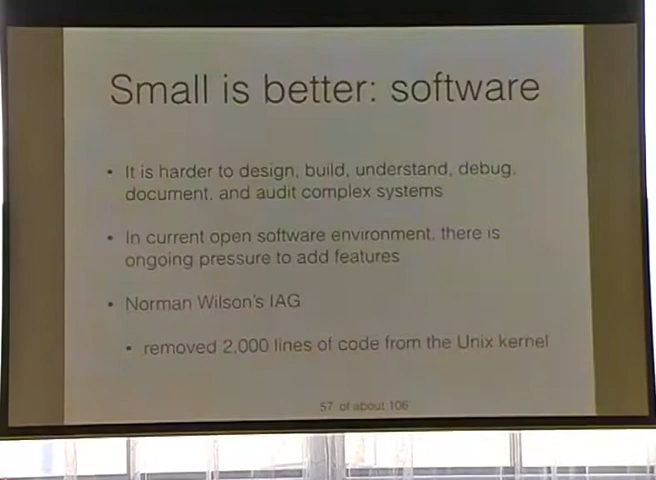 Small is better: software
• It is harder to design, build, understand, debug,
document, and audit complex systems
• In current open software environment, there is
ongoing pressure to add features
• Norman Wilson's IAG
• removed 2,000 lines of code from the Unix kernel
57 of about 106